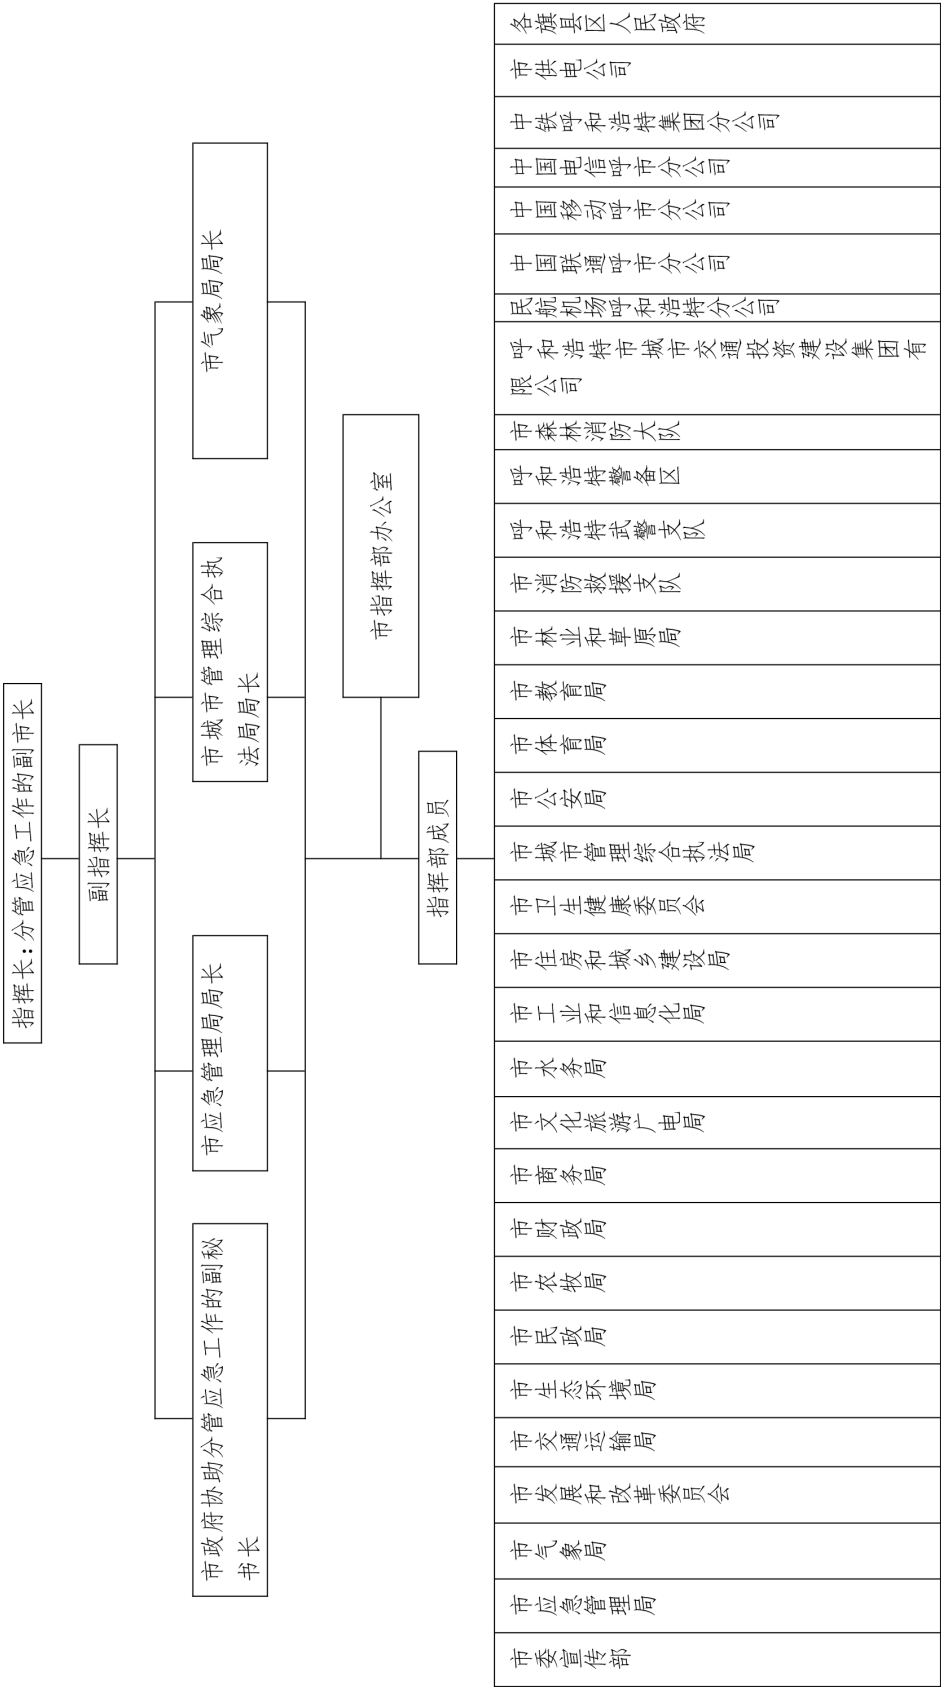 指挥长:分管应急工作的副市长
副指挥长
市政府协助分管应急工作的副秘
书长
市应急管理局局长
市城市管理综合执
法局局长
市气象局局长
市指挥部办公室
指挥部成员
市委宣传部
市应急管理局
市气象局
市发展和改革委员会
市交通运输局
市生态环境局
市民政局
市农牧局
市财政局
市商务局
市文化旅游广电局
市水务局
市工业和信息化局
市住房和城乡建设局
市卫生健康委员会
市城市管理综合执法局
市公安局
市体育局
市教育局
市林业和草原局
市消防救援支队
呼和浩特武警支队
呼和浩特警备区
市森林消防大队
呼和浩特市城市交通投资建设集团有
限公司
民航机场呼和浩特分公司
中国联通呼市分公司
中国移动呼市分公司
中国电信呼市分公司
中铁呼和浩特集团分公司
市供电公司
各旗县区人民政府